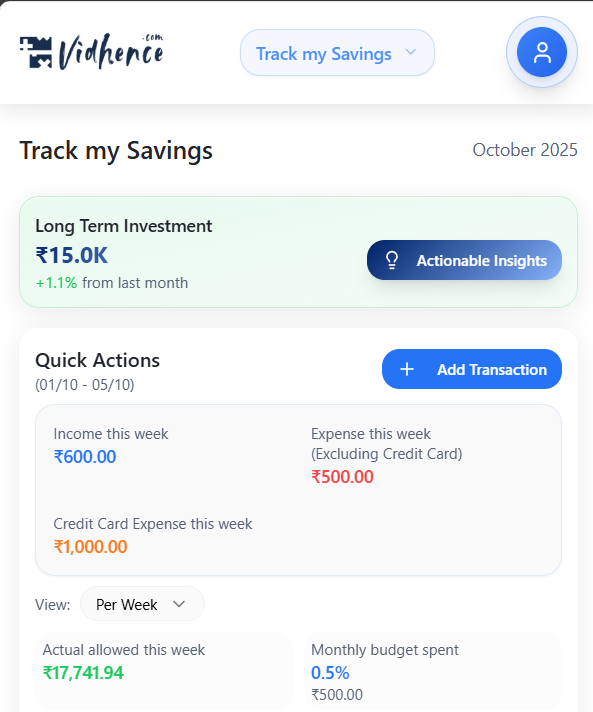 Vidhence.com
Track my Savings
Track my Savings
October 2025
Long Term Investment
₹15.0K
+1.1% from last month
Actionable Insights
Quick Actions
(01/10 - 05/10)
Add Transaction
Income this week
₹600.00
Expense this week
(Excluding Credit Card)
₹500.00
Credit Card Expense this week
₹1,000.00
View:
Per Week
Actual allowed this week
₹17,741.94
Monthly budget spent
0.5%
₹500.00